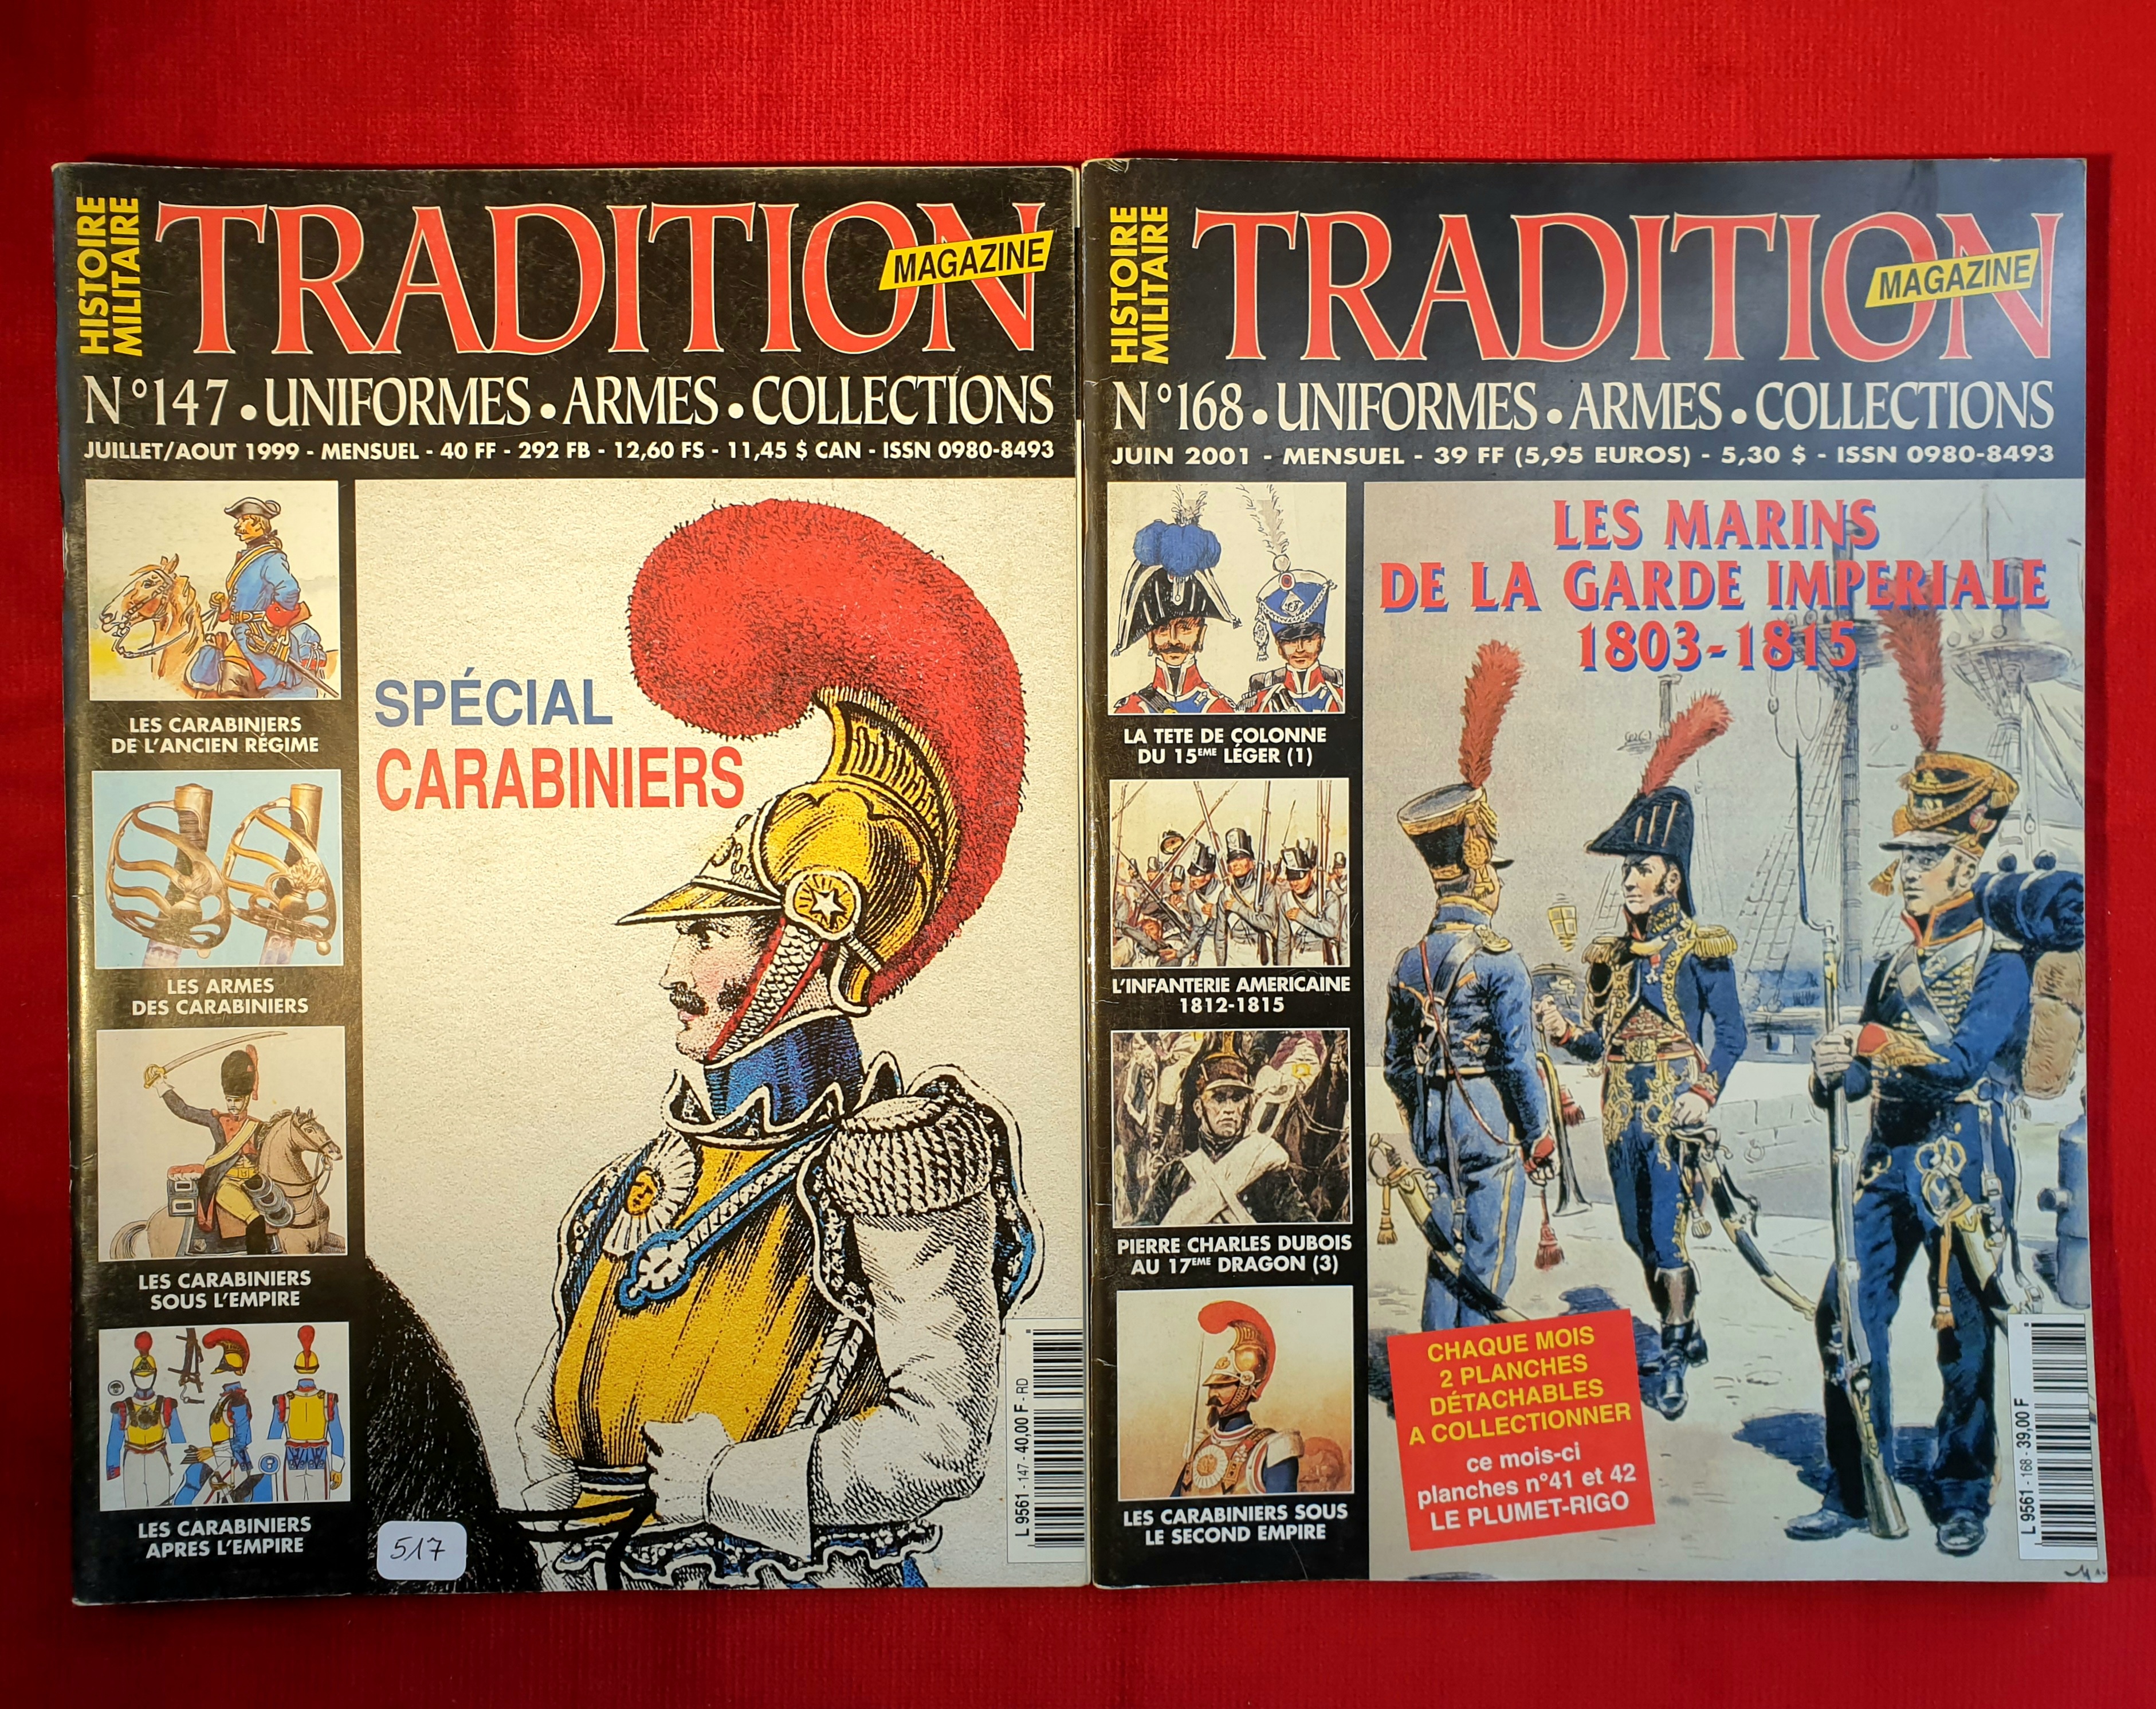 HISTOIRE
MILITAIRE
TRADITION
MAGAZINE
N°147 • UNIFORMES • ARMES • COLLECTIONS
JUILLET/AOUT 1999 - MENSUEL - 40 FF - 292 FB - 12,60 FS - 11,45 $ CAN - ISSN 0980-8493
LES CARABINIERS
DE L'ANCIEN RÉGIME
LES ARMES
DES CARABINIERS
LES CARABINIERS
SOUS L'EMPIRE
LES CARABINIERS
APRES L'EMPIRE
SPÉCIAL
CARABINIERS
517
L 9561 - 147 - 40,00 F - RD
HISTOIRE
MILITAIRE
TRADITION
MAGAZINE
N°168 • UNIFORMES • ARMES • COLLECTIONS
JUIN 2001 - MENSUEL - 39 FF (5,95 EUROS) - 5,30 $ - ISSN 0980-8493
LA TETE DE COLONNE
DU 15EME LÉGER (1)
L'INFANTERIE AMERICAINE
1812-1815
PIERRE CHARLES DUBOIS
AU 17EME DRAGON (3)
LES CARABINIERS SOUS
LE SECOND EMPIRE
LES MARINS
DE LA GARDE IMPERIALE
1803-1815
CHAQUE MOIS
2 PLANCHES
DÉTACHABLES
A COLLECTIONNER
ce mois-ci
planches n°41 et 42
LE PLUMET-RIGO
L 9561 - 168 - 39,00 F